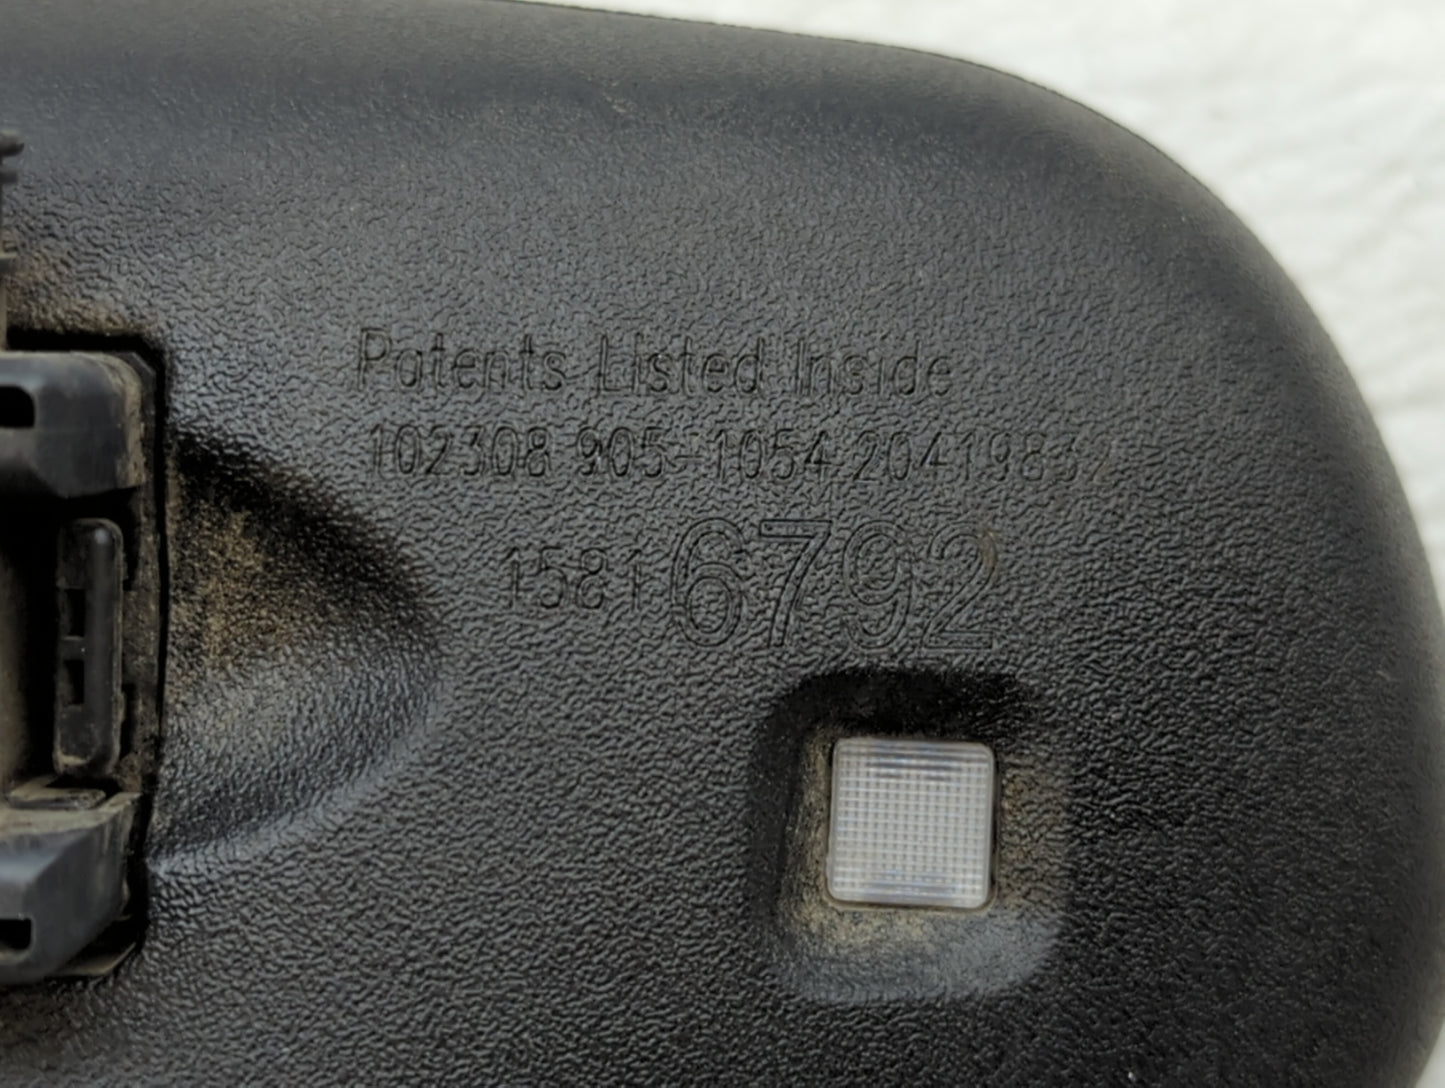 Patents Listed Inside
102308 905-1054 20419832
15816792